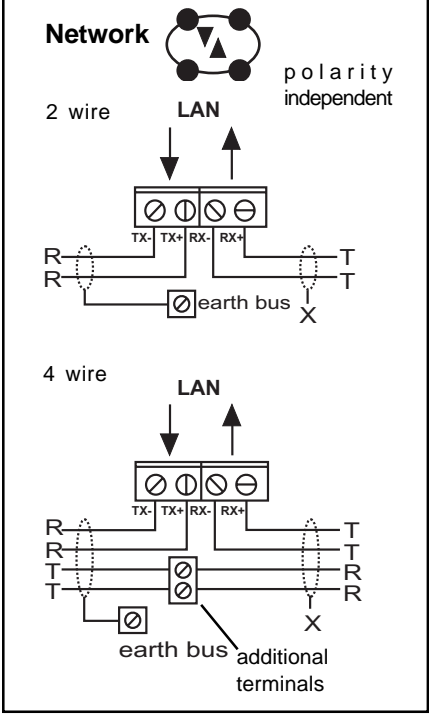 Network
polarity
independent
2 wire LAN
TX- TX+ RX- RX+
R T
R T
earth bus
X
4 wire
LAN
TX- TX+ RX- RX+
R T
R T
T R
T R
X
earth bus
additional
terminals